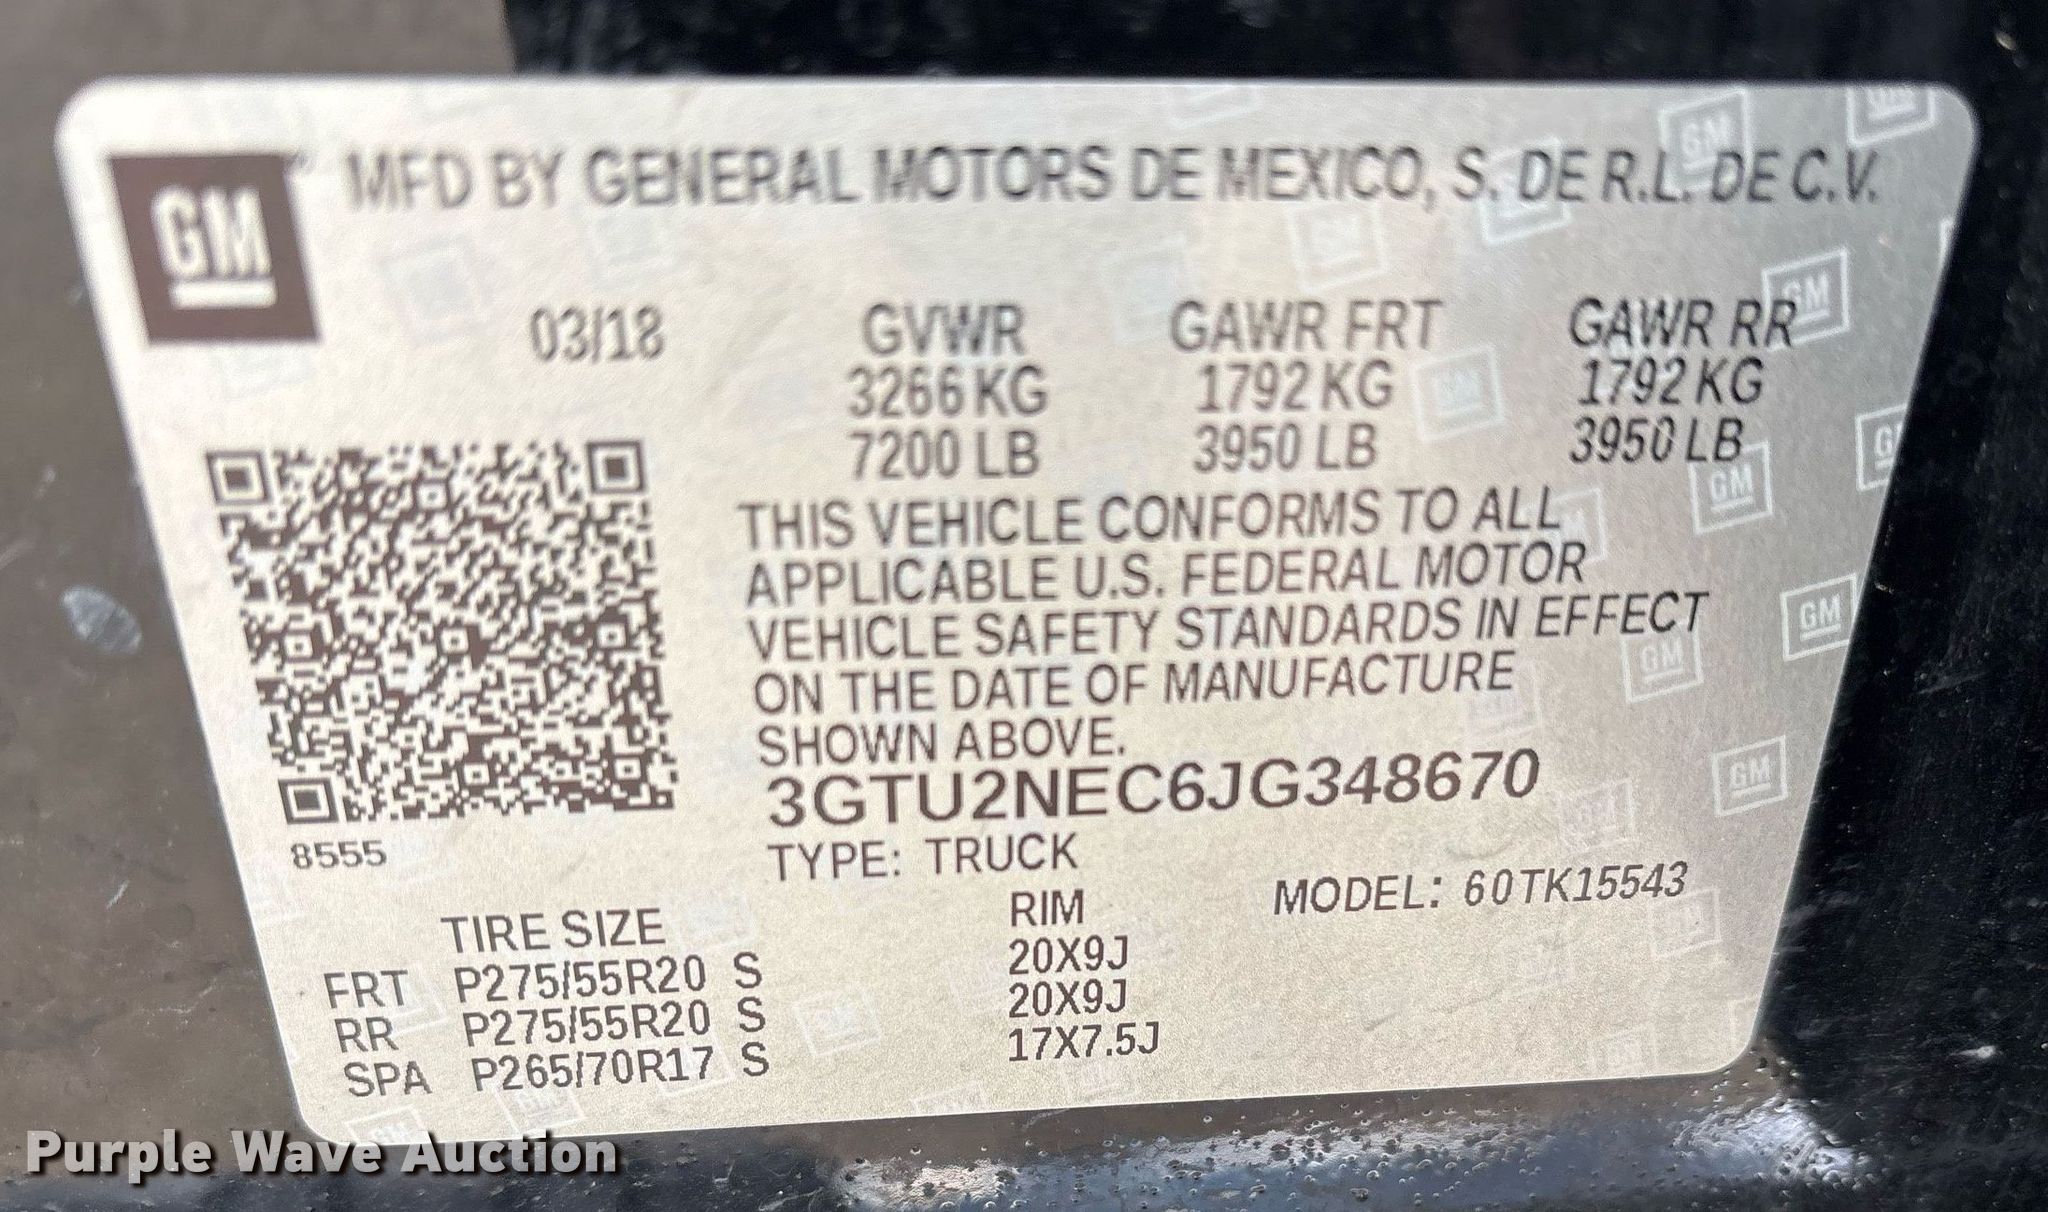 GM
MFD BY GENERAL MOTORS DE MEXICO, S. DE R.L. DE C.V.
03/18 GVWR GAWR FRT GAWR RR
3266 KG 1792 KG 1792 KG
7200 LB 3950 LB 3950 LB
THIS VEHICLE CONFORMS TO ALL
APPLICABLE U.S. FEDERAL MOTOR
VEHICLE SAFETY STANDARDS IN EFFECT
ON THE DATE OF MANUFACTURE
SHOWN ABOVE.
3GTU2NEC6JG348670
8555
TYPE: TRUCK
MODEL: 60TK15543
TIRE SIZE RIM
FRT P275/55R20 S 20X9J
RR P275/55R20 S 20X9J
SPA P265/70R17 S 17X7.5J
Purple Wave Auction